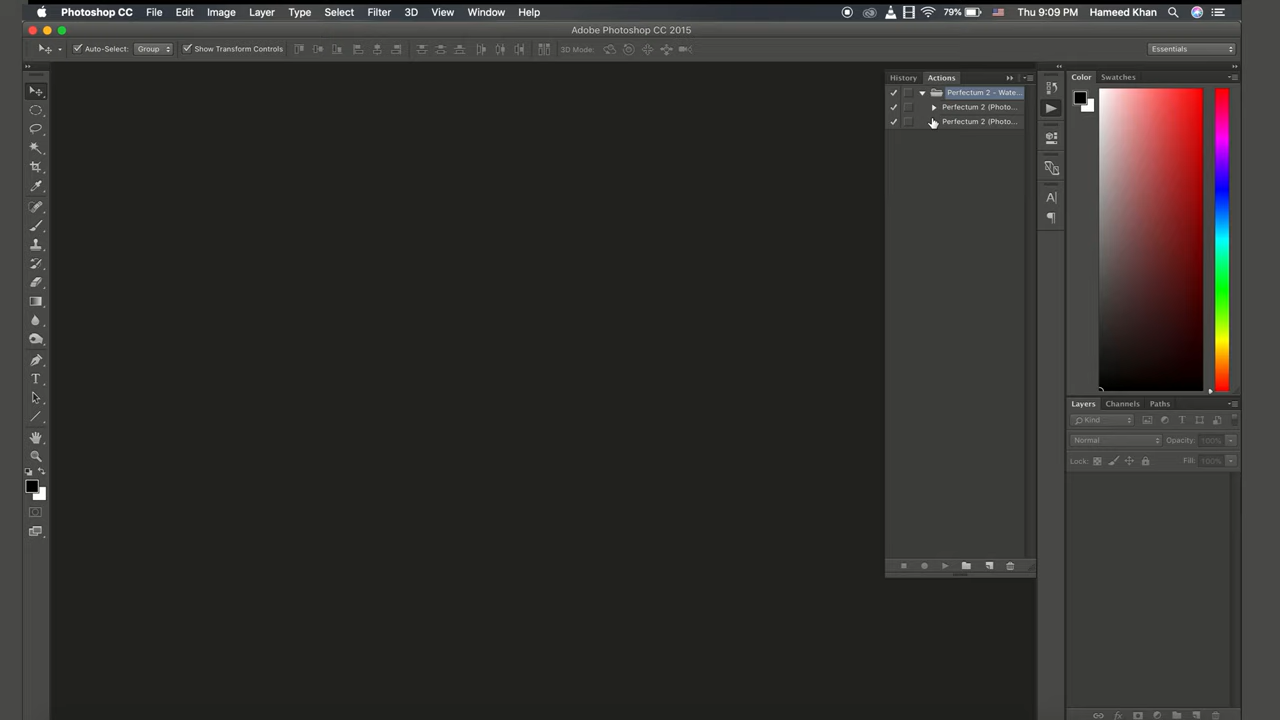 Photoshop CC File Edit Image Layer Type Select Filter 3D View Window Help 79% Thu 9:09 PM Hameed Khan
Adobe Photoshop CC 2015
Auto-Select: Group Show Transform Controls 3D Mode: Essentials
History Actions
Perfectum 2 - Wate...
Perfectum 2 (Photo...
Perfectum 2 (Photo...
Color Swatches
Layers Channels Paths
Kind
Normal Opacity: 100%
Lock: Fill: 100%